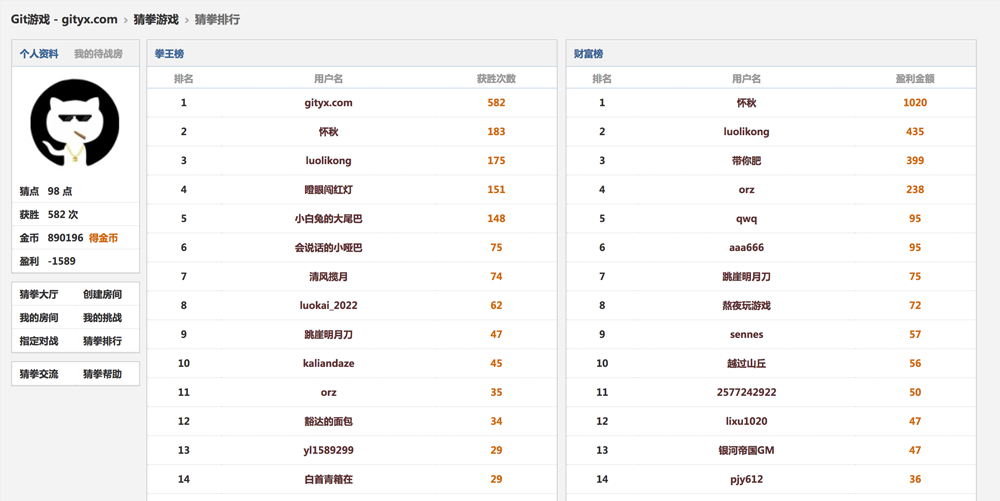 Git游戏 - gityx.com › 猜拳游戏 › 猜拳排行
个人资料 我的待战房
猜点 98 点
获胜 582 次
金币 890196 得金币
盈利 -1589
猜拳大厅 创建房间
我的房间 我的挑战
指定对战 猜拳排行
猜拳交流 猜拳帮助
拳王榜
排名 用户名 获胜次数
1 gityx.com 582
2 怀秋 183
3 luolikong 175
4 瞪眼闯红灯 151
5 小白兔的大尾巴 148
6 会说话的小哑巴 75
7 清风揽月 74
8 luokai_2022 62
9 跳崖明月刀 47
10 kaliandaze 45
11 orz 35
12 豁达的面包 34
13 yl1589299 29
14 白首青籍在 29
财富榜
排名 用户名 盈利金额
1 怀秋 1020
2 luolikong 435
3 带你肥 399
4 orz 238
5 qwq 95
6 aaa666 95
7 跳崖明月刀 75
8 熬夜玩游戏 72
9 sennes 57
10 越过山丘 56
11 2577242922 50
12 lixu1020 47
13 银河帝国GM 47
14 pjy612 36